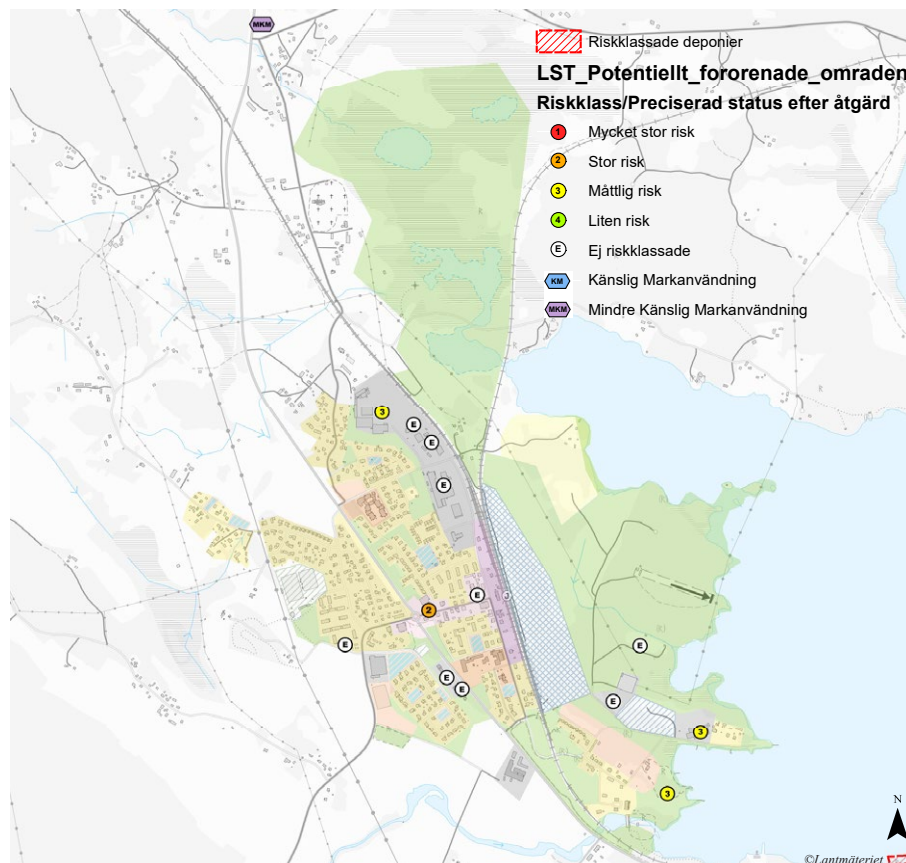 MKM
Riskklassade deponier
LST_Potentiellt_fororenade_omraden
Riskklass/Preciserad status efter åtgärd
1 Mycket stor risk
2 Stor risk
3 Måttlig risk
4 Liten risk
E Ej riskklassade
KM Känslig Markanvändning
MKM Mindre Känslig Markanvändning
3
E
E
E
E
J
2
E
E
E
E
E
3
3
N
©Lantmäteriet